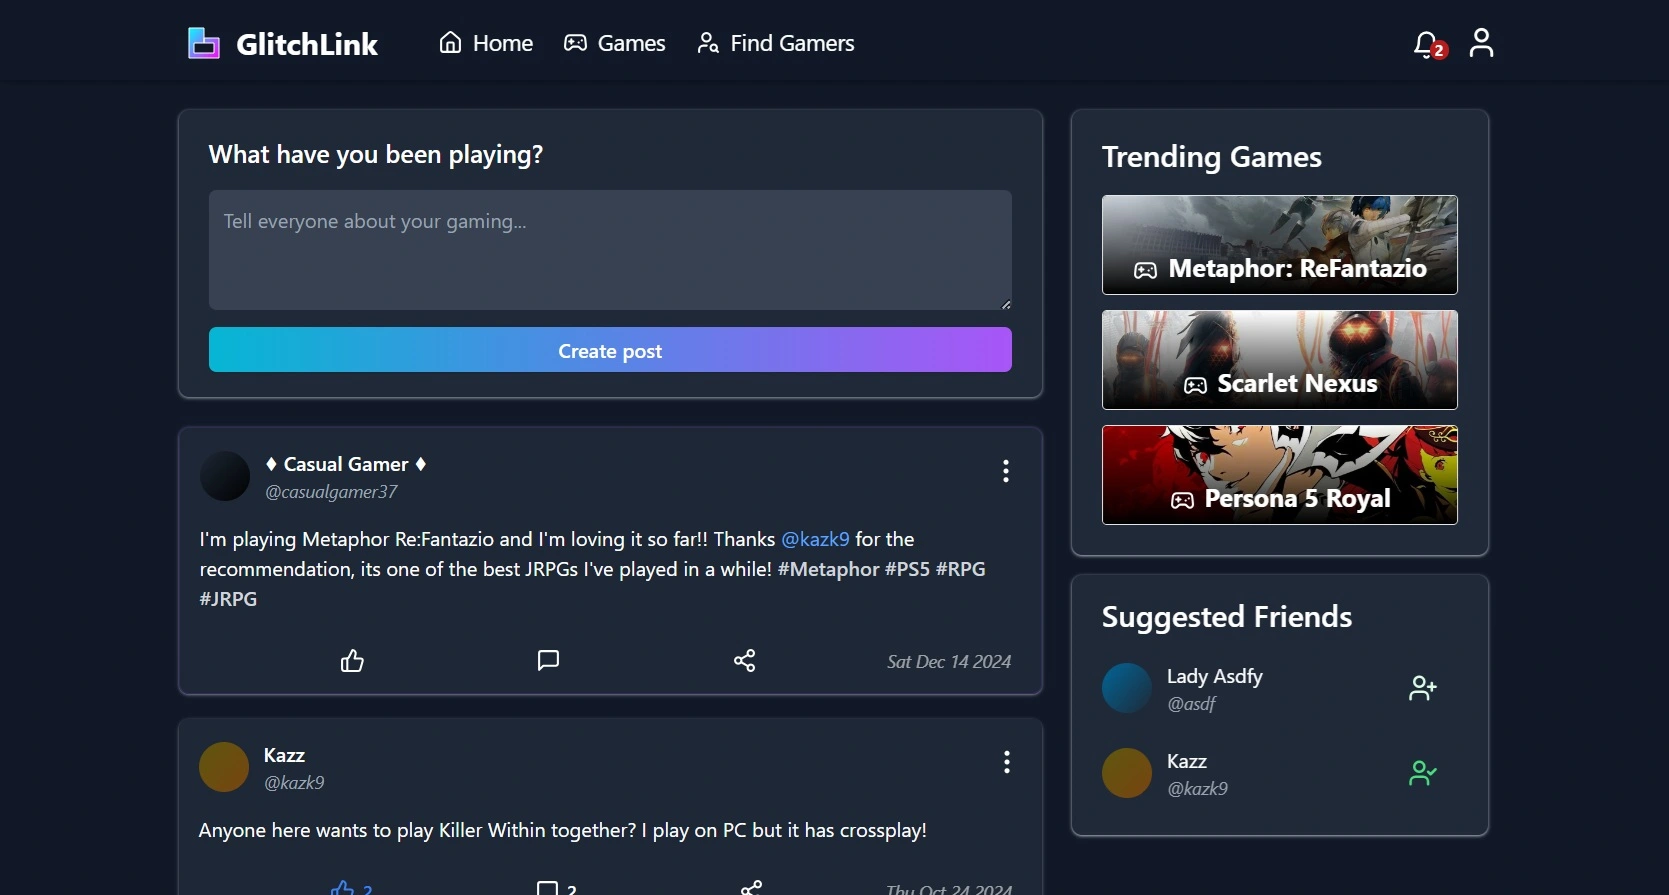 GlitchLink
Home
Games
Find Gamers
2
What have you been playing?
Tell everyone about your gaming...
Create post
♦ Casual Gamer ♦
@casualgamer37
I'm playing Metaphor Re:Fantazio and I'm loving it so far!! Thanks @kazk9 for the
recommendation, its one of the best JRPGs I've played in a while! #Metaphor #PS5 #RPG
#JRPG
Sat Dec 14 2024
Kazz
@kazk9
Anyone here wants to play Killer Within together? I play on PC but it has crossplay!
2
2
Thu Oct 24 2024
Trending Games
Metaphor: ReFantazio
Scarlet Nexus
Persona 5 Royal
Suggested Friends
Lady Asdfy
@asdf
Kazz
@kazk9